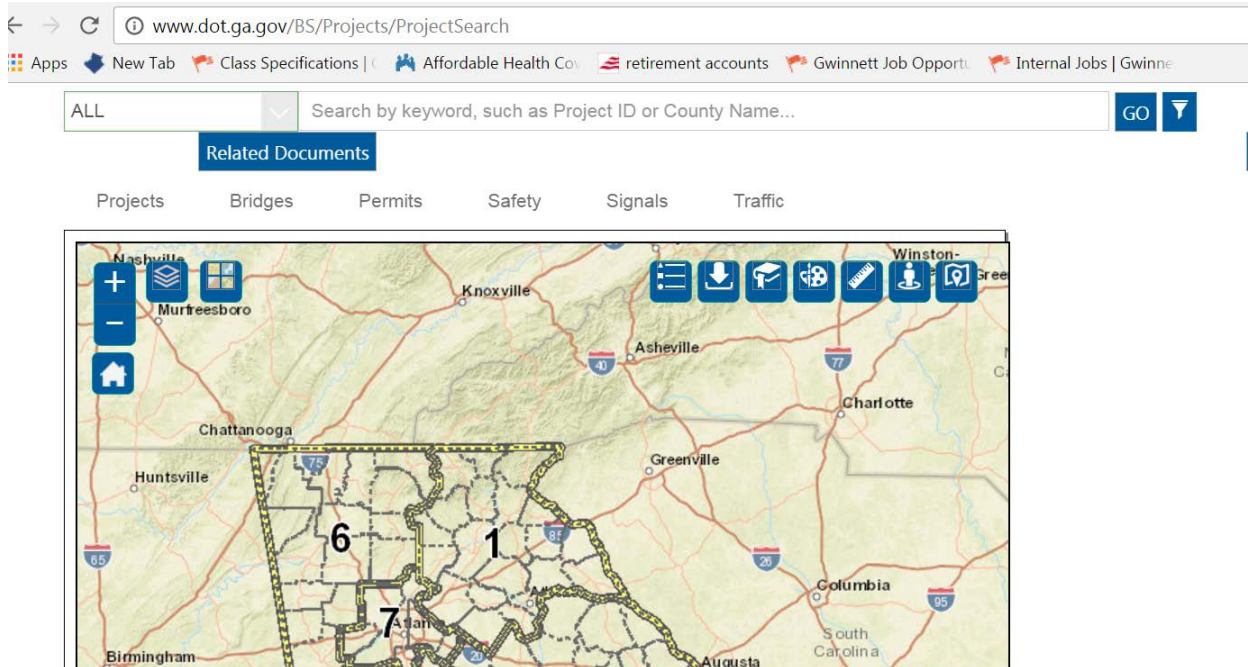 www.dot.ga.gov/BS/Projects/ProjectSearch
Apps New Tab Class Specifications | Affordable Health Co retirement accounts Gwinnett Job Opport Internal Jobs | Gwinne
ALL Search by keyword, such as Project ID or County Name... GO
Related Documents
Projects Bridges Permits Safety Signals Traffic
Nashville Winston-
Knoxville Gree
Murfreesboro
Asheville
40 77
Charlotte
Chattanooga
75 Greenville
Huntsville
6 1 85
65 26
Columbia
95
7 Atlan
South
Carolina
20
Birmingham Augusta